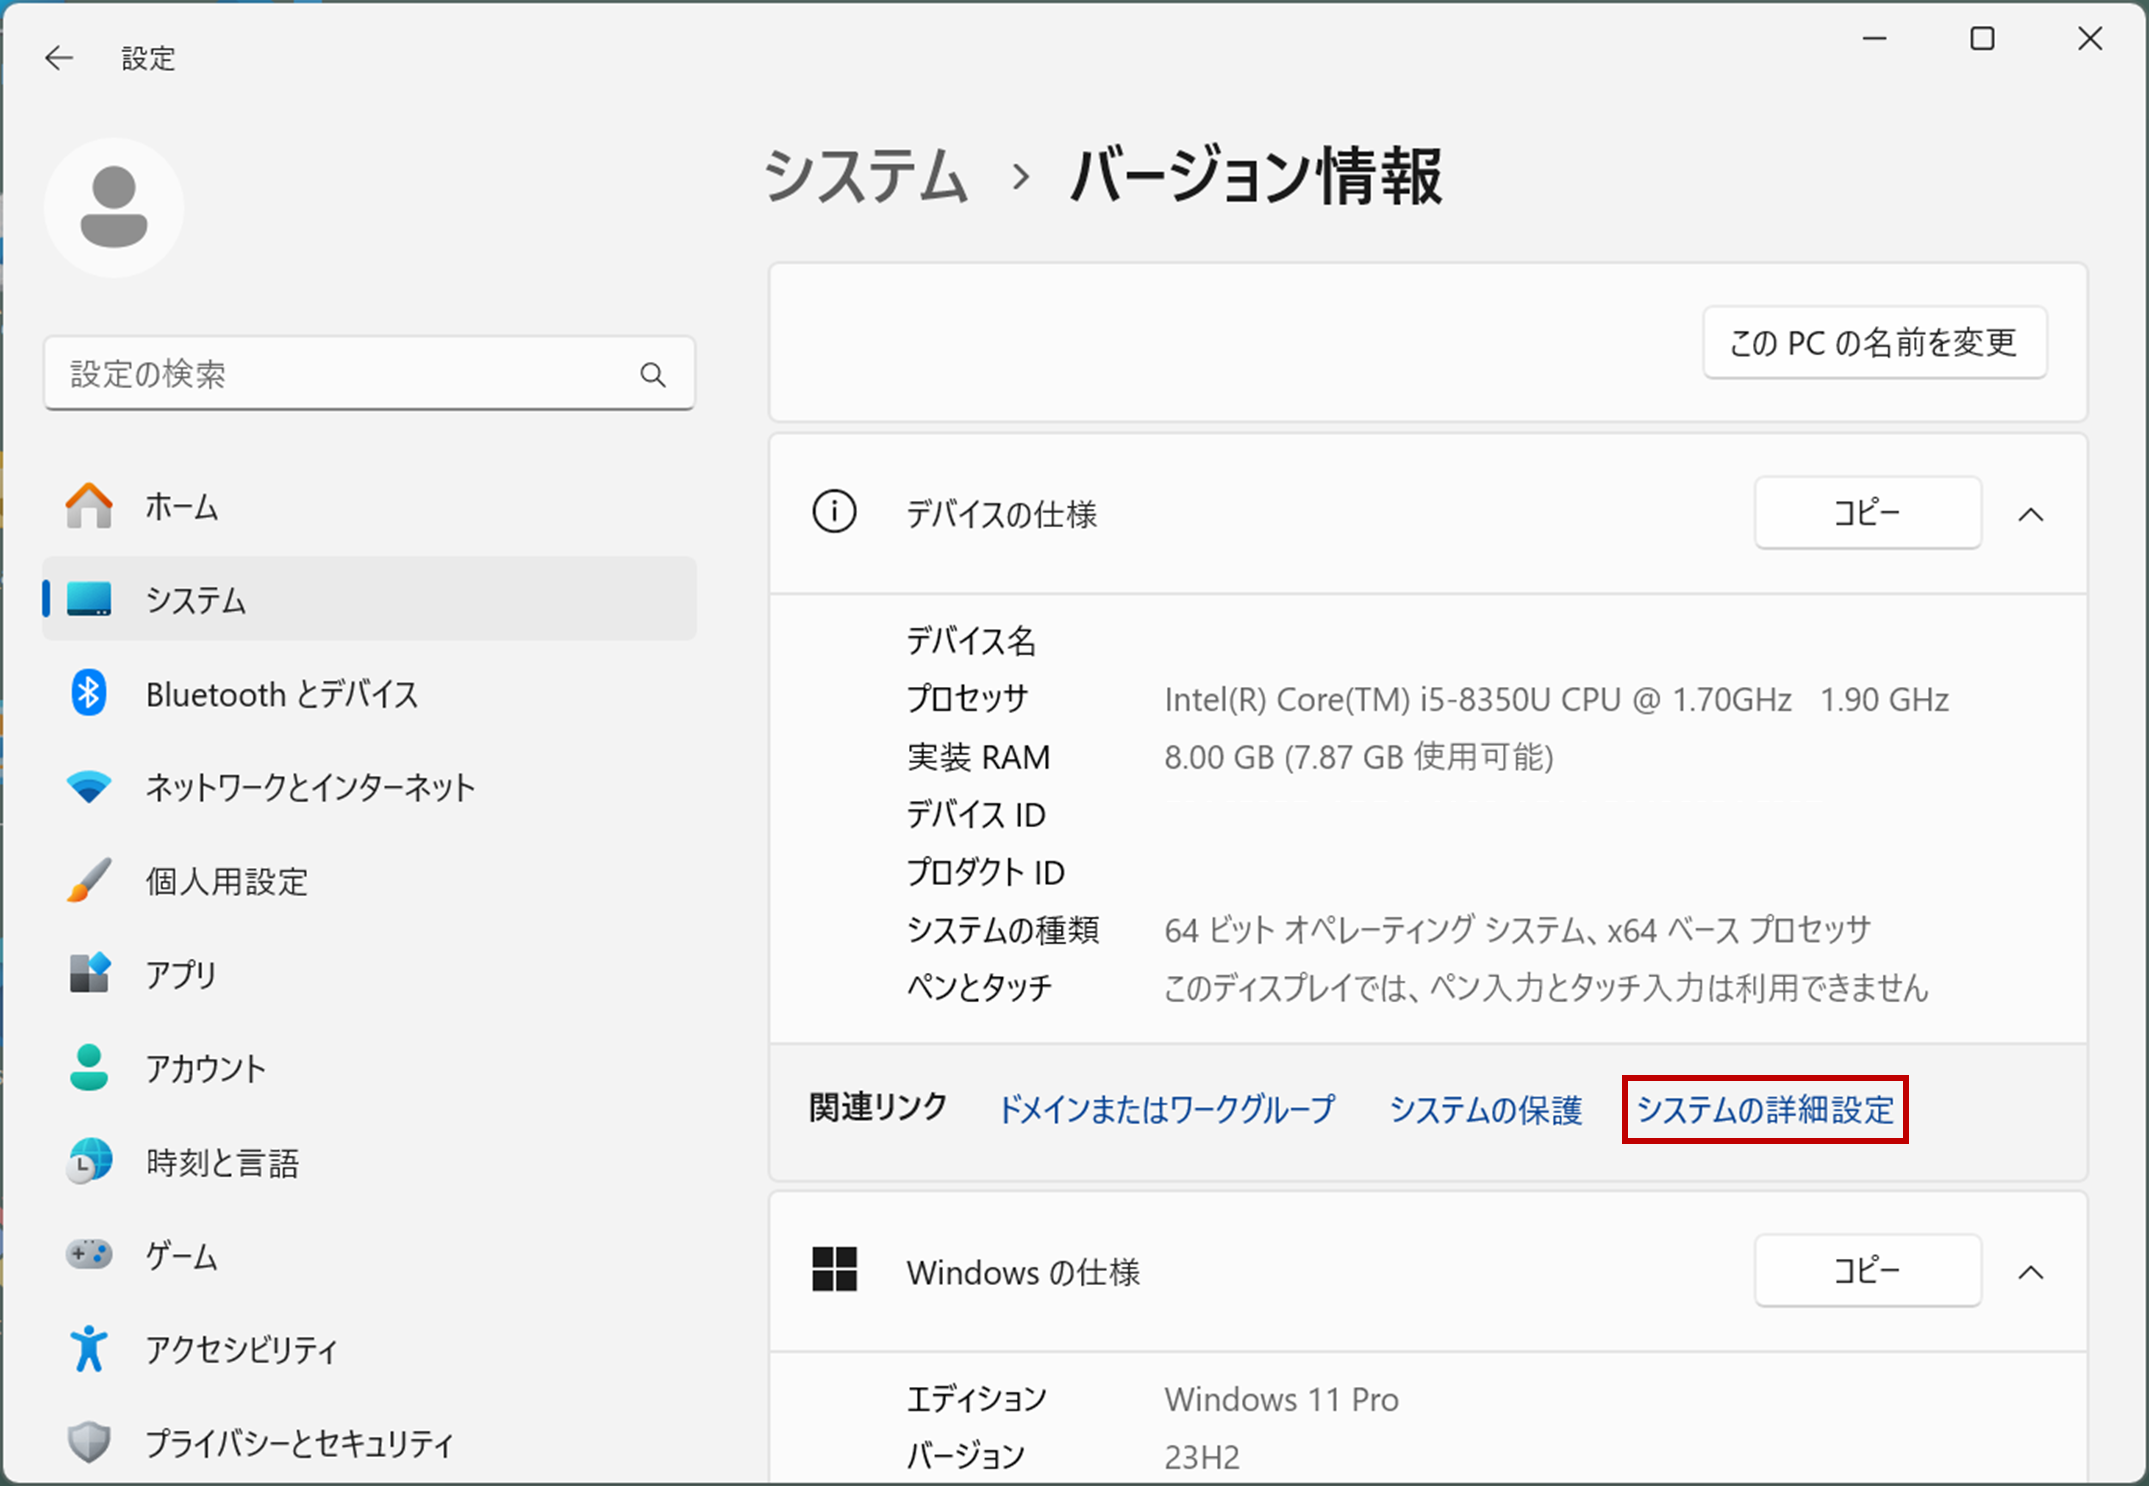 設定
システム › バージョン情報
設定の検索
ホーム
システム
Bluetooth とデバイス
ネットワークとインターネット
個人用設定
アプリ
アカウント
時刻と言語
ゲーム
アクセシビリティ
プライバシーとセキュリティ
この PC の名前を変更
デバイスの仕様
コピー
デバイス名
プロセッサ Intel(R) Core(TM) i5-8350U CPU @ 1.70GHz 1.90 GHz
実装 RAM 8.00 GB (7.87 GB 使用可能)
デバイス ID
プロダクト ID
システムの種類 64 ビット オペレーティング システム、x64 ベース プロセッサ
ペンとタッチ このディスプレイでは、ペン入力とタッチ入力は利用できません
関連リンク ドメインまたはワークグループ システムの保護 システムの詳細設定
Windows の仕様
コピー
エディション Windows 11 Pro
バージョン 23H2